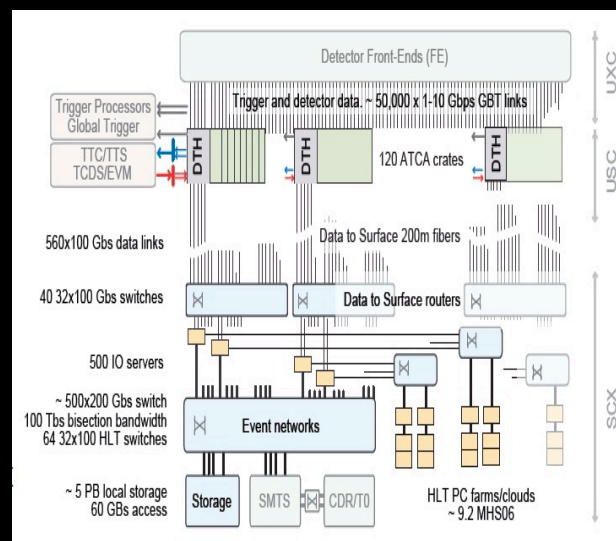 Detector Front-Ends (FE)
UXC
Trigger and detector data. ~ 50,000 x 1-10 Gbps GBT links
Trigger Processors
Global Trigger
TTC/TTS
TCDS/EVM
DTH
DTH
120 ATCA crates
DTH
USC
560x100 Gbs data links
Data to Surface 200m fibers
40 32x100 Gbs switches
Data to Surface routers
500 IO servers
~ 500x200 Gbs switch
100 Tbs bisection bandwidth
64 32x100 HLT switches
Event networks
SCX
~ 5 PB local storage
60 GBs access
Storage
SMTS
CDR/T0
HLT PC farms/clouds
~ 9.2 MHS06